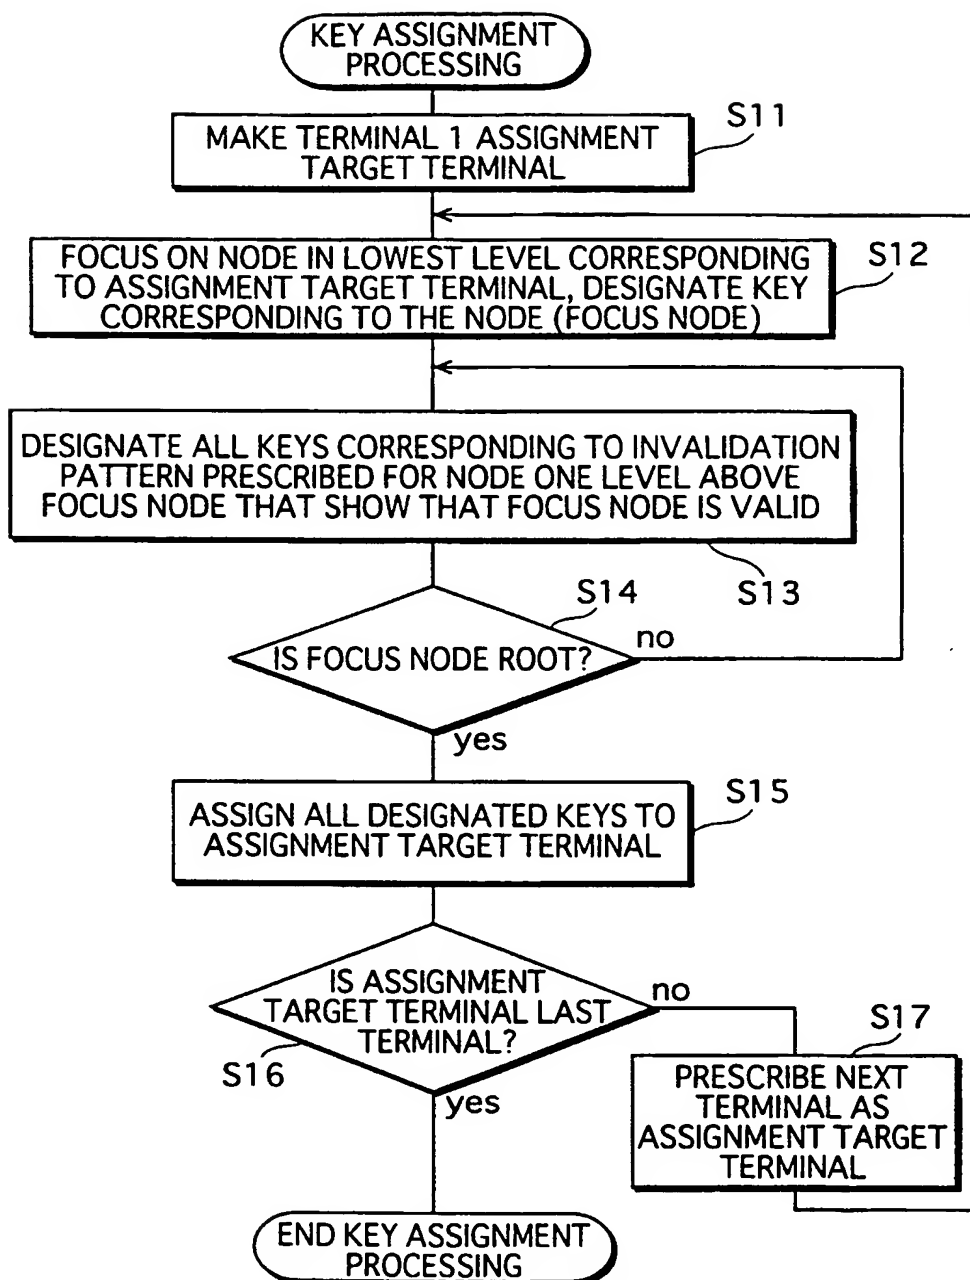 KEY ASSIGNMENT
PROCESSING
S11
MAKE TERMINAL 1 ASSIGNMENT
TARGET TERMINAL
S12
FOCUS ON NODE IN LOWEST LEVEL CORRESPONDING
TO ASSIGNMENT TARGET TERMINAL, DESIGNATE KEY
CORRESPONDING TO THE NODE (FOCUS NODE)
DESIGNATE ALL KEYS CORRESPONDING TO INVALIDATION
PATTERN PRESCRIBED FOR NODE ONE LEVEL ABOVE
FOCUS NODE THAT SHOW THAT FOCUS NODE IS VALID
S13
S14
IS FOCUS NODE ROOT?
no
yes
S15
ASSIGN ALL DESIGNATED KEYS TO
ASSIGNMENT TARGET TERMINAL
IS ASSIGNMENT
TARGET TERMINAL LAST
TERMINAL?
no
S16
yes
S17
PRESCRIBE NEXT
TERMINAL AS
ASSIGNMENT TARGET
TERMINAL
END KEY ASSIGNMENT
PROCESSING